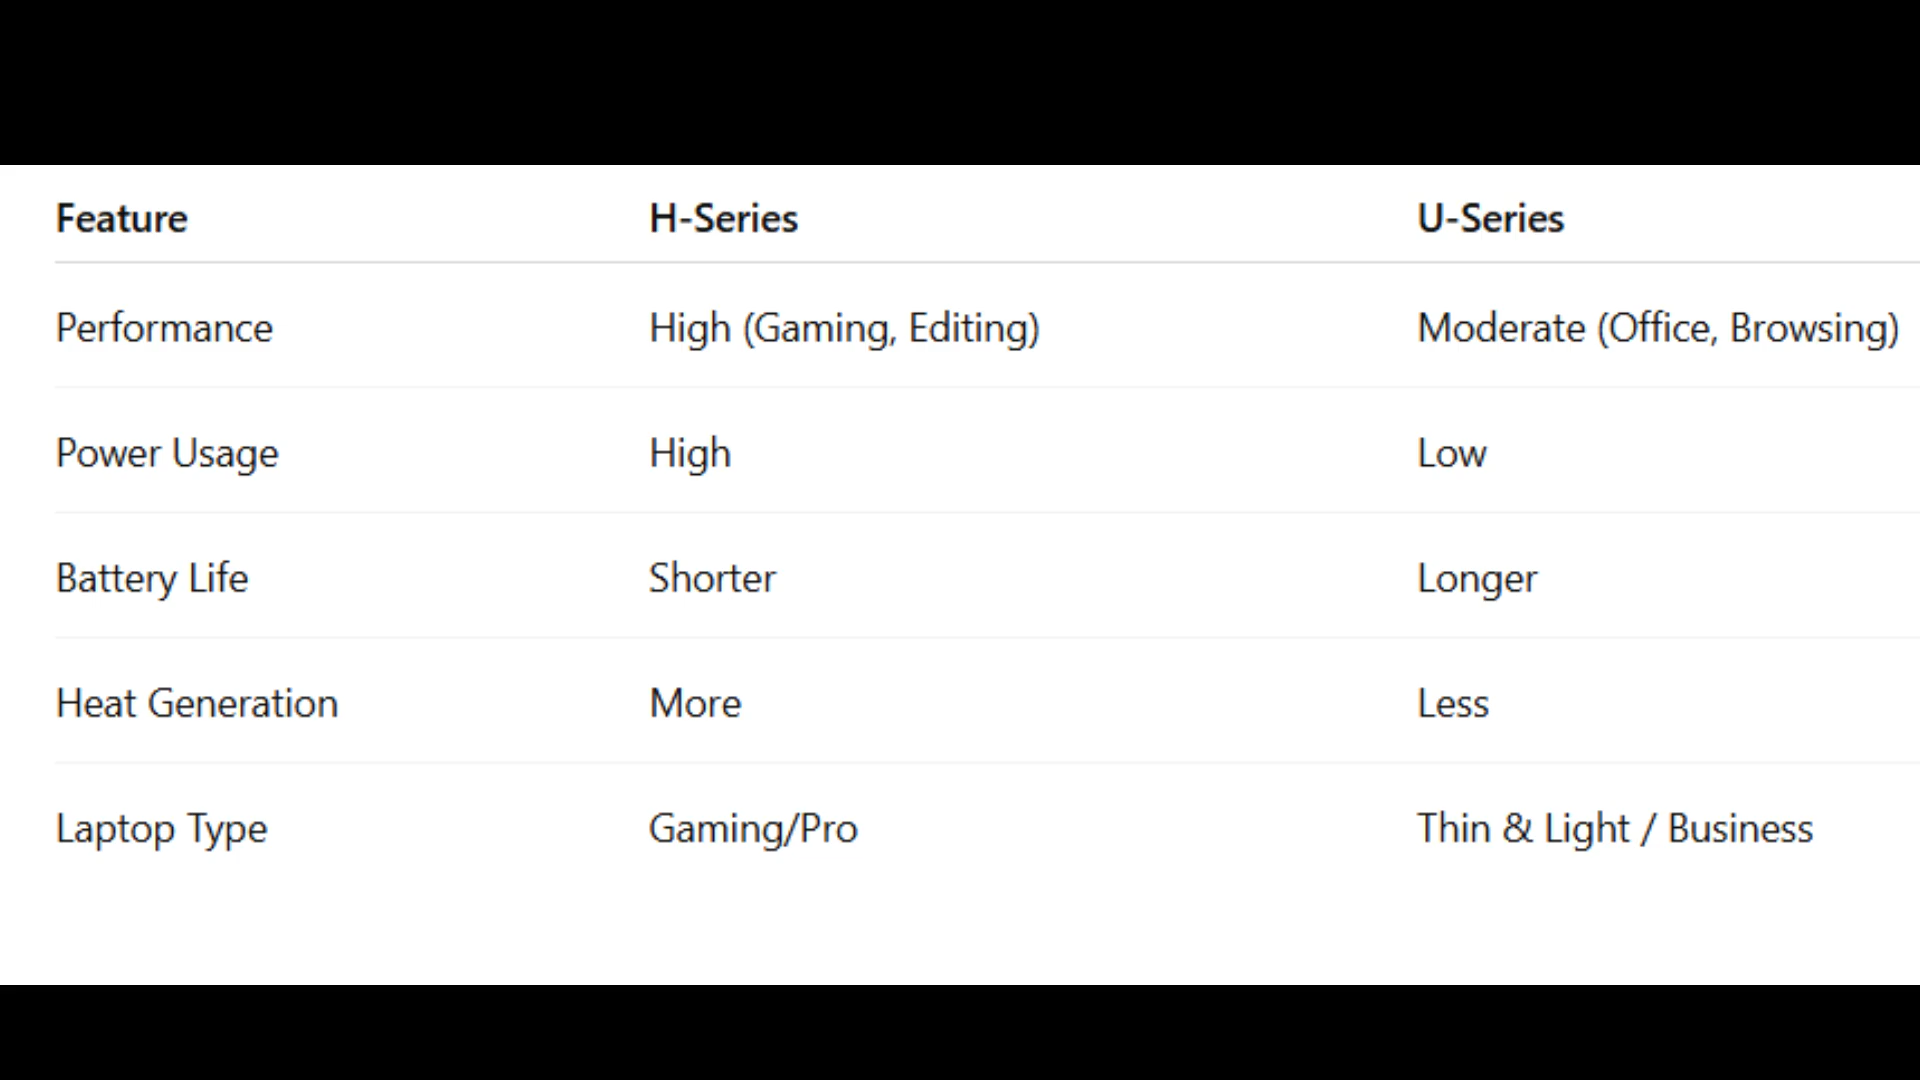 Feature H-Series U-Series
Performance High (Gaming, Editing) Moderate (Office, Browsing)
Power Usage High Low
Battery Life Shorter Longer
Heat Generation More Less
Laptop Type Gaming/Pro Thin & Light / Business